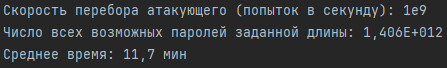 Скорость перебора атакующего (попыток в секунду): 1e9
Число всех возможных паролей заданной длины: 1,406E+012
Среднее время: 11,7 мин